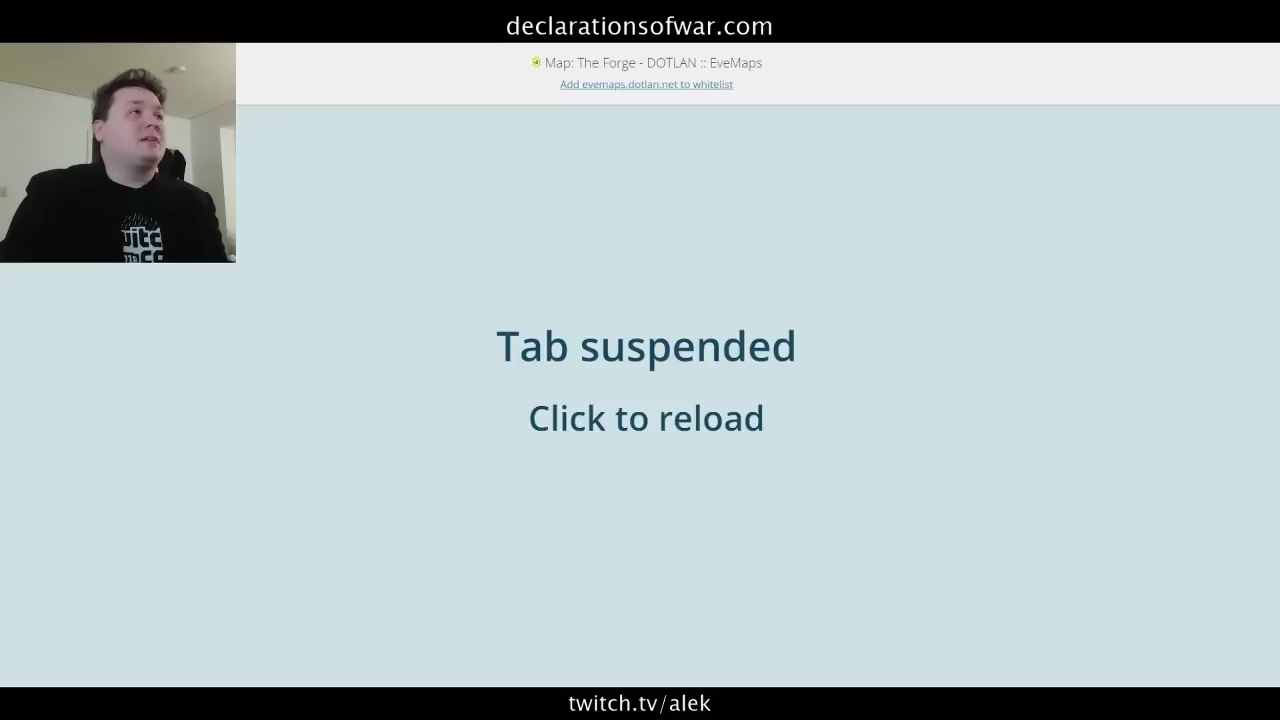 declarationsofwar.com
Map: The Forge - DOTLAN :: EveMaps
Add evemaps.dotlan.net to whitelist
Tab suspended
Click to reload
twitch.tv/alek